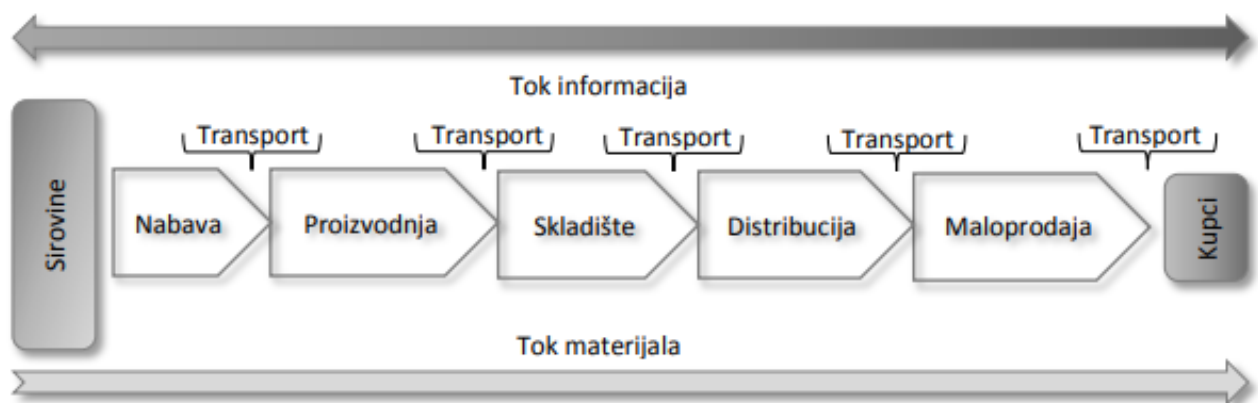 Tok informacija
Transport Transport Transport Transport Transport
Sirovine
Nabava
Proizvodnja
Skladište
Distribucija
Maloprodaja
Kupci
Tok materijala